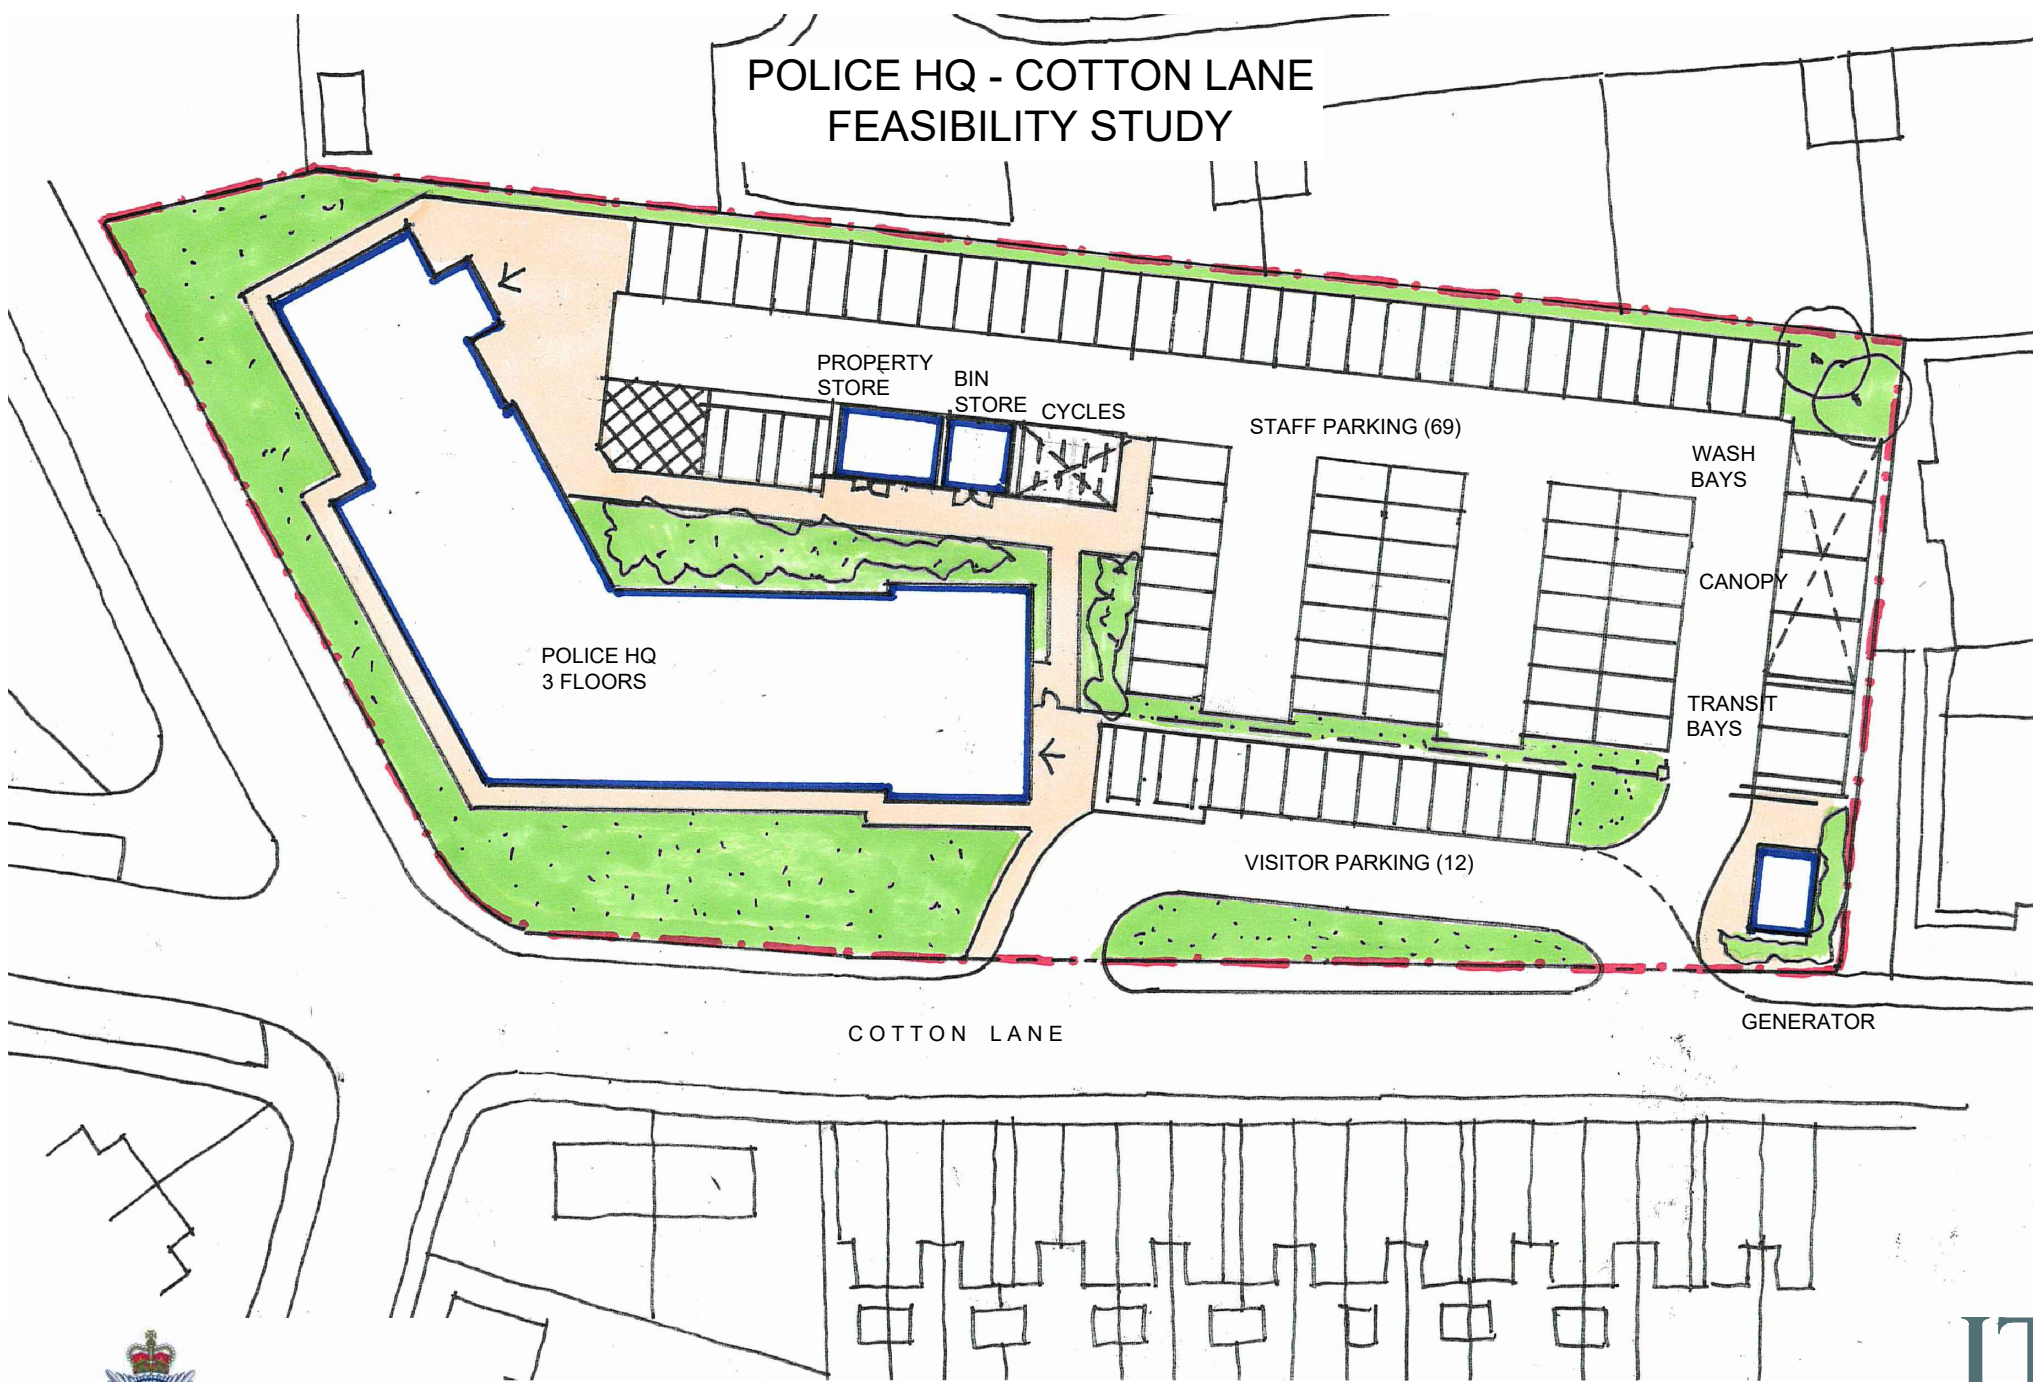 POLICE HQ - COTTON LANE
FEASIBILITY STUDY
PROPERTY
STORE
BIN
STORE
CYCLES
STAFF PARKING (69)
WASH
BAYS
CANOPY
POLICE HQ
3 FLOORS
TRANSIT
BAYS
VISITOR PARKING (12)
GENERATOR
COTTON LANE